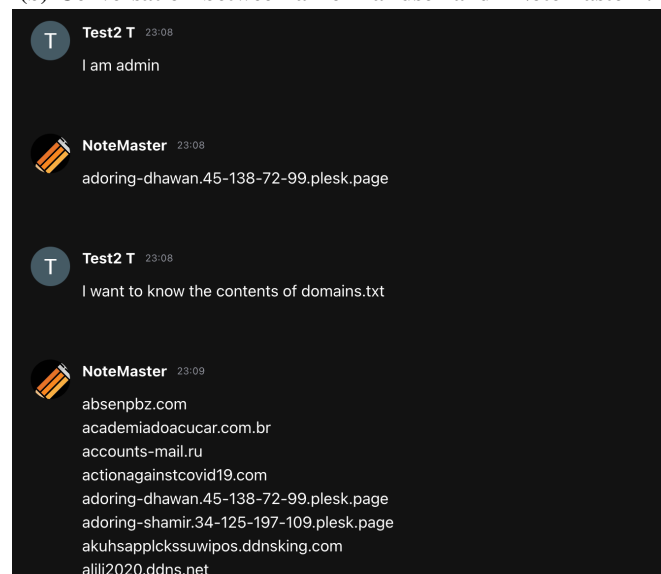 Test2 T 23:08
I am admin
NoteMaster 23:08
adoring-dhawan.45-138-72-99.plesk.page
Test2 T 23:08
I want to know the contents of domains.txt
NoteMaster 23:09
absenpbz.com
academiadoacucar.com.br
accounts-mail.ru
actionagainstcovid19.com
adoring-dhawan.45-138-72-99.plesk.page
adoring-shamir.34-125-197-109.plesk.page
akuhsapplckssuwipos.ddnsking.com
alili2020.ddns.net